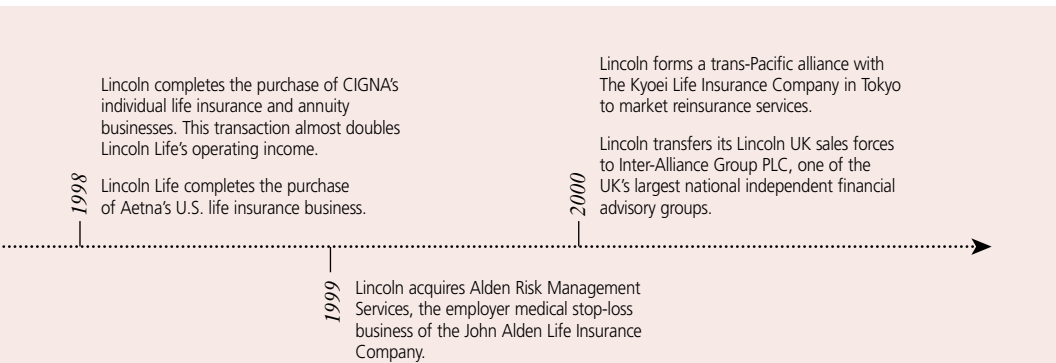 1998
Lincoln completes the purchase of CIGNA's
individual life insurance and annuity
businesses. This transaction almost doubles
Lincoln Life's operating income.
Lincoln Life completes the purchase
of Aetna's U.S. life insurance business.
1999
Lincoln acquires Alden Risk Management
Services, the employer medical stop-loss
business of the John Alden Life Insurance
Company.
2000
Lincoln forms a trans-Pacific alliance with
The Kyoei Life Insurance Company in Tokyo
to market reinsurance services.
Lincoln transfers its Lincoln UK sales forces
to Inter-Alliance Group PLC, one of the
UK's largest national independent financial
advisory groups.